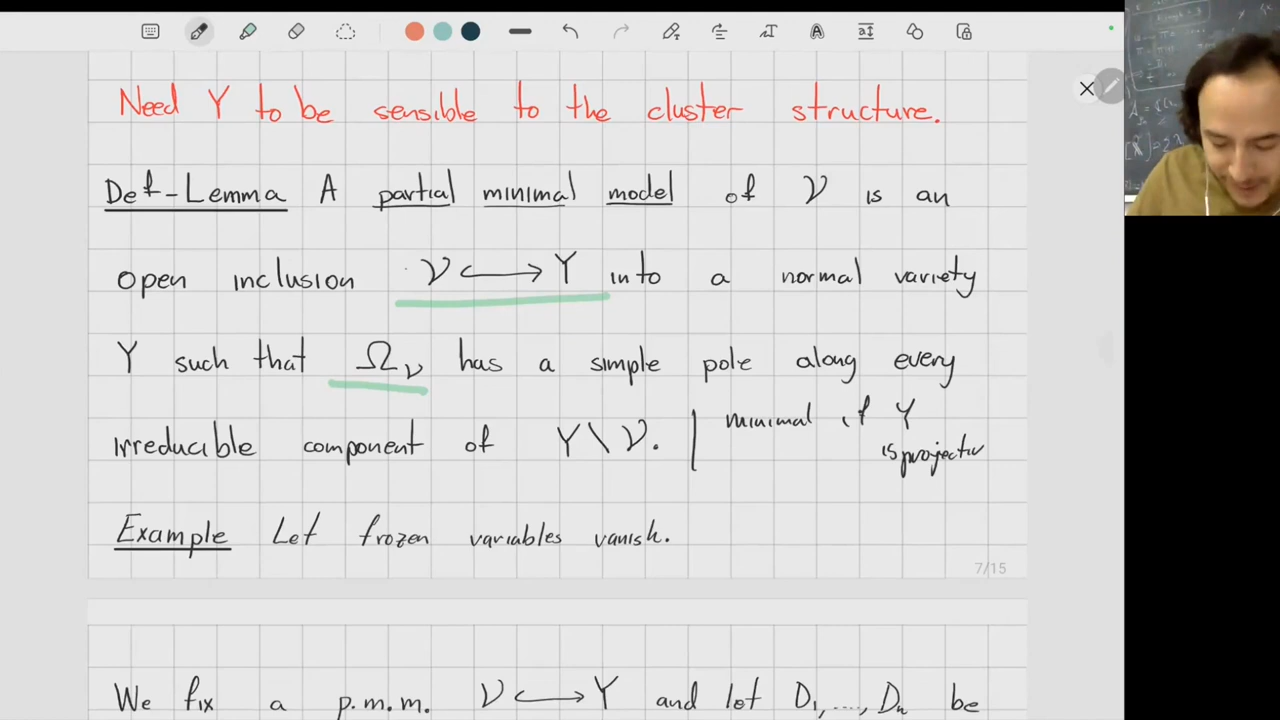 Need Y to be sensible to the cluster structure.
Def-Lemma A partial minimal model of 𝒱 is an
open inclusion 𝒱 ↪ Y into a normal variety
Y such that Ω_𝒱 has a simple pole along every
irreducible component of Y \ 𝒱. | minimal if Y
is projectiv
Example Let frozen variables vanish.
7/15
We fix a p.m.m. 𝒱 ↪ Y and let D₁, ..., Dₙ be